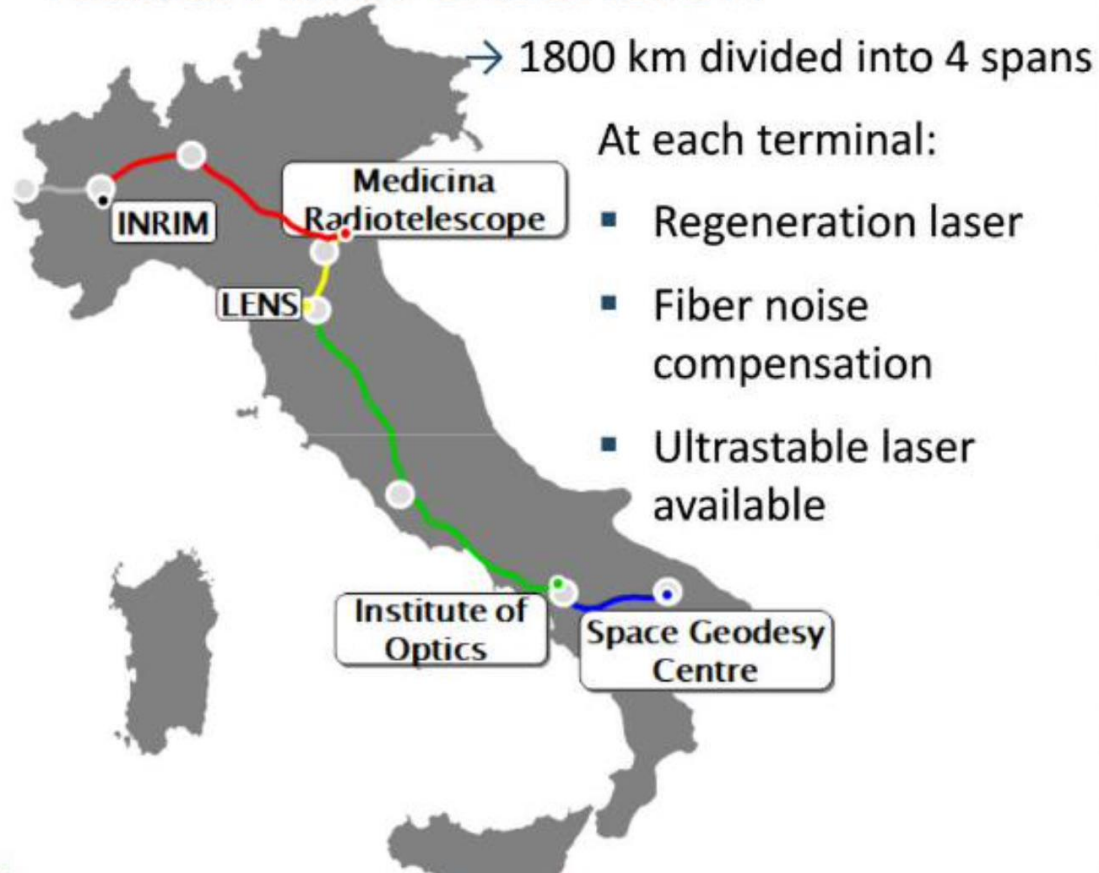 → 1800 km divided into 4 spans
At each terminal:
▪ Regeneration laser
▪ Fiber noise
compensation
▪ Ultrastable laser
available
Medicina
Radiotelescope
INRIM
LENS
Institute of
Optics
Space Geodesy
Centre